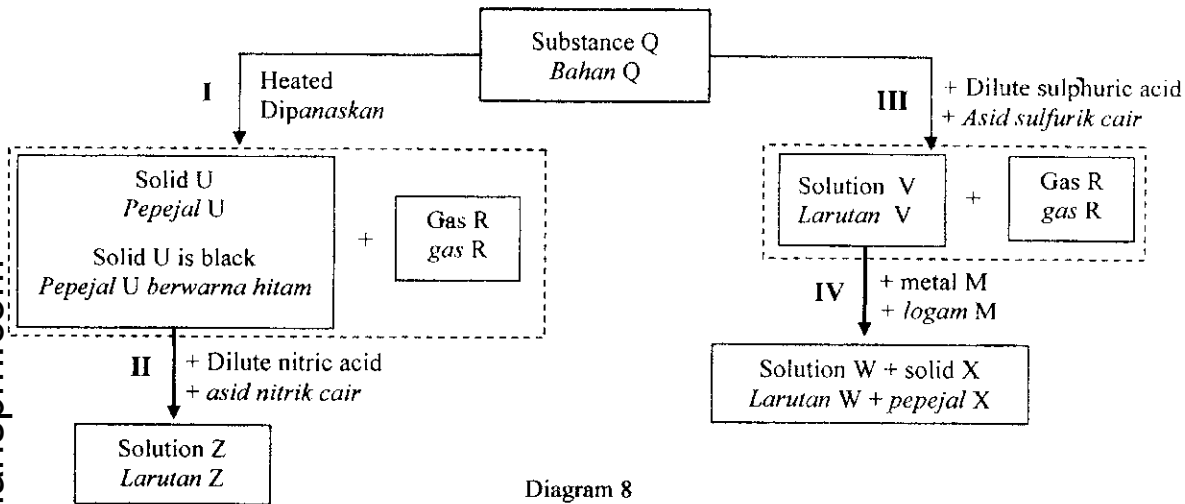 Substance Q
Bahan Q
I
Heated
Dipanaskan
III
+ Dilute sulphuric acid
+ Asid sulfurik cair
Solid U
Pepejal U
Solid U is black
Pepejal U berwarna hitam
+
Gas R
gas R
Solution V
Larutan V
+
Gas R
gas R
II
+ Dilute nitric acid
+ asid nitrik cair
IV
+ metal M
+ logam M
Solution Z
Larutan Z
Solution W + solid X
Larutan W + pepejal X
Diagram 8